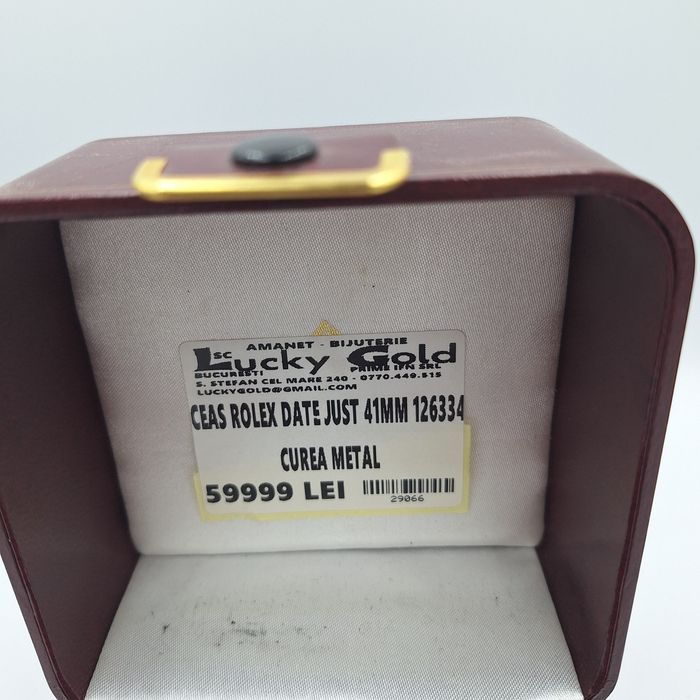 AMANET - BIJUTERIE
SC Lucky Gold
BUCURESTI PRIME IFN SRL
S. STEFAN CEL MARE 240 - 0770.449.515
LUCKYGOLD@GMAIL.COM
CEAS ROLEX DATE JUST 41MM 126334
CUREA METAL
59999 LEI
29066